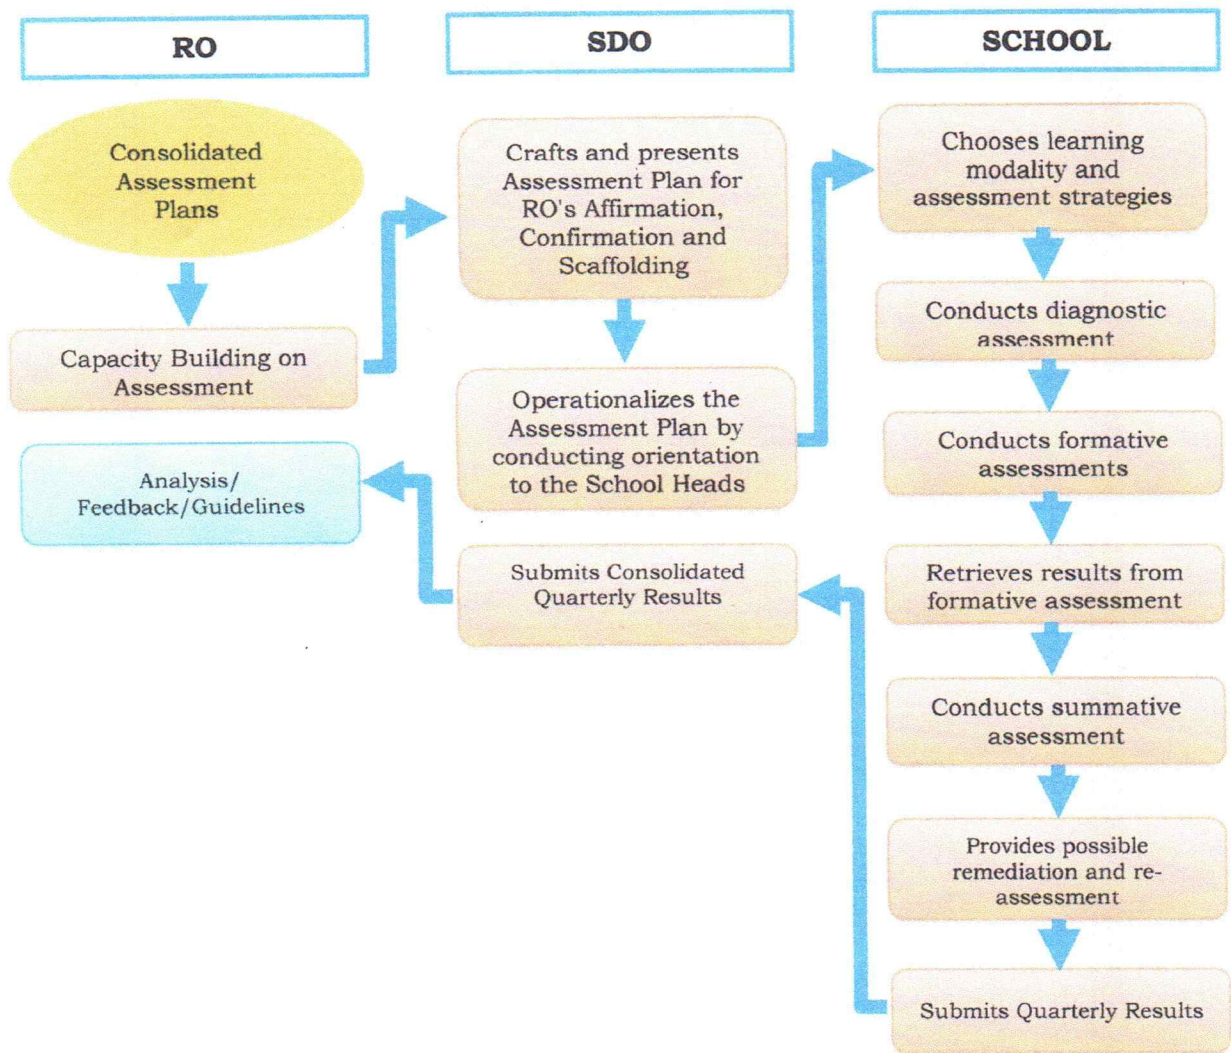 RO
SDO
SCHOOL
Consolidated
Assessment
Plans
Capacity Building on
Assessment
Analysis/
Feedback/Guidelines
Crafts and presents
Assessment Plan for
RO's Affirmation,
Confirmation and
Scaffolding
Operationalizes the
Assessment Plan by
conducting orientation
to the School Heads
Submits Consolidated
Quarterly Results
Chooses learning
modality and
assessment strategies
Conducts diagnostic
assessment
Conducts formative
assessments
Retrieves results from
formative assessment
Conducts summative
assessment
Provides possible
remediation and re-
assessment
Submits Quarterly Results